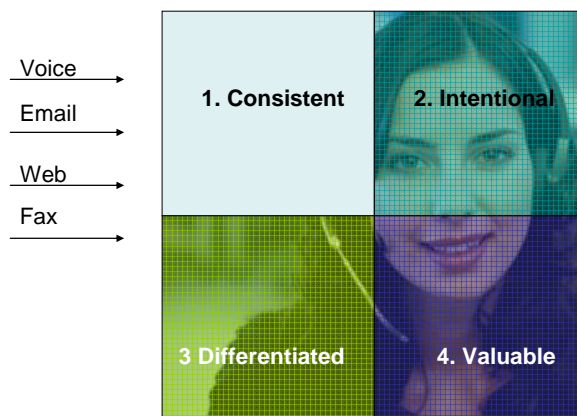 Voice
Email
Web
Fax
1. Consistent
2. Intentional
3 Differentiated
4. Valuable